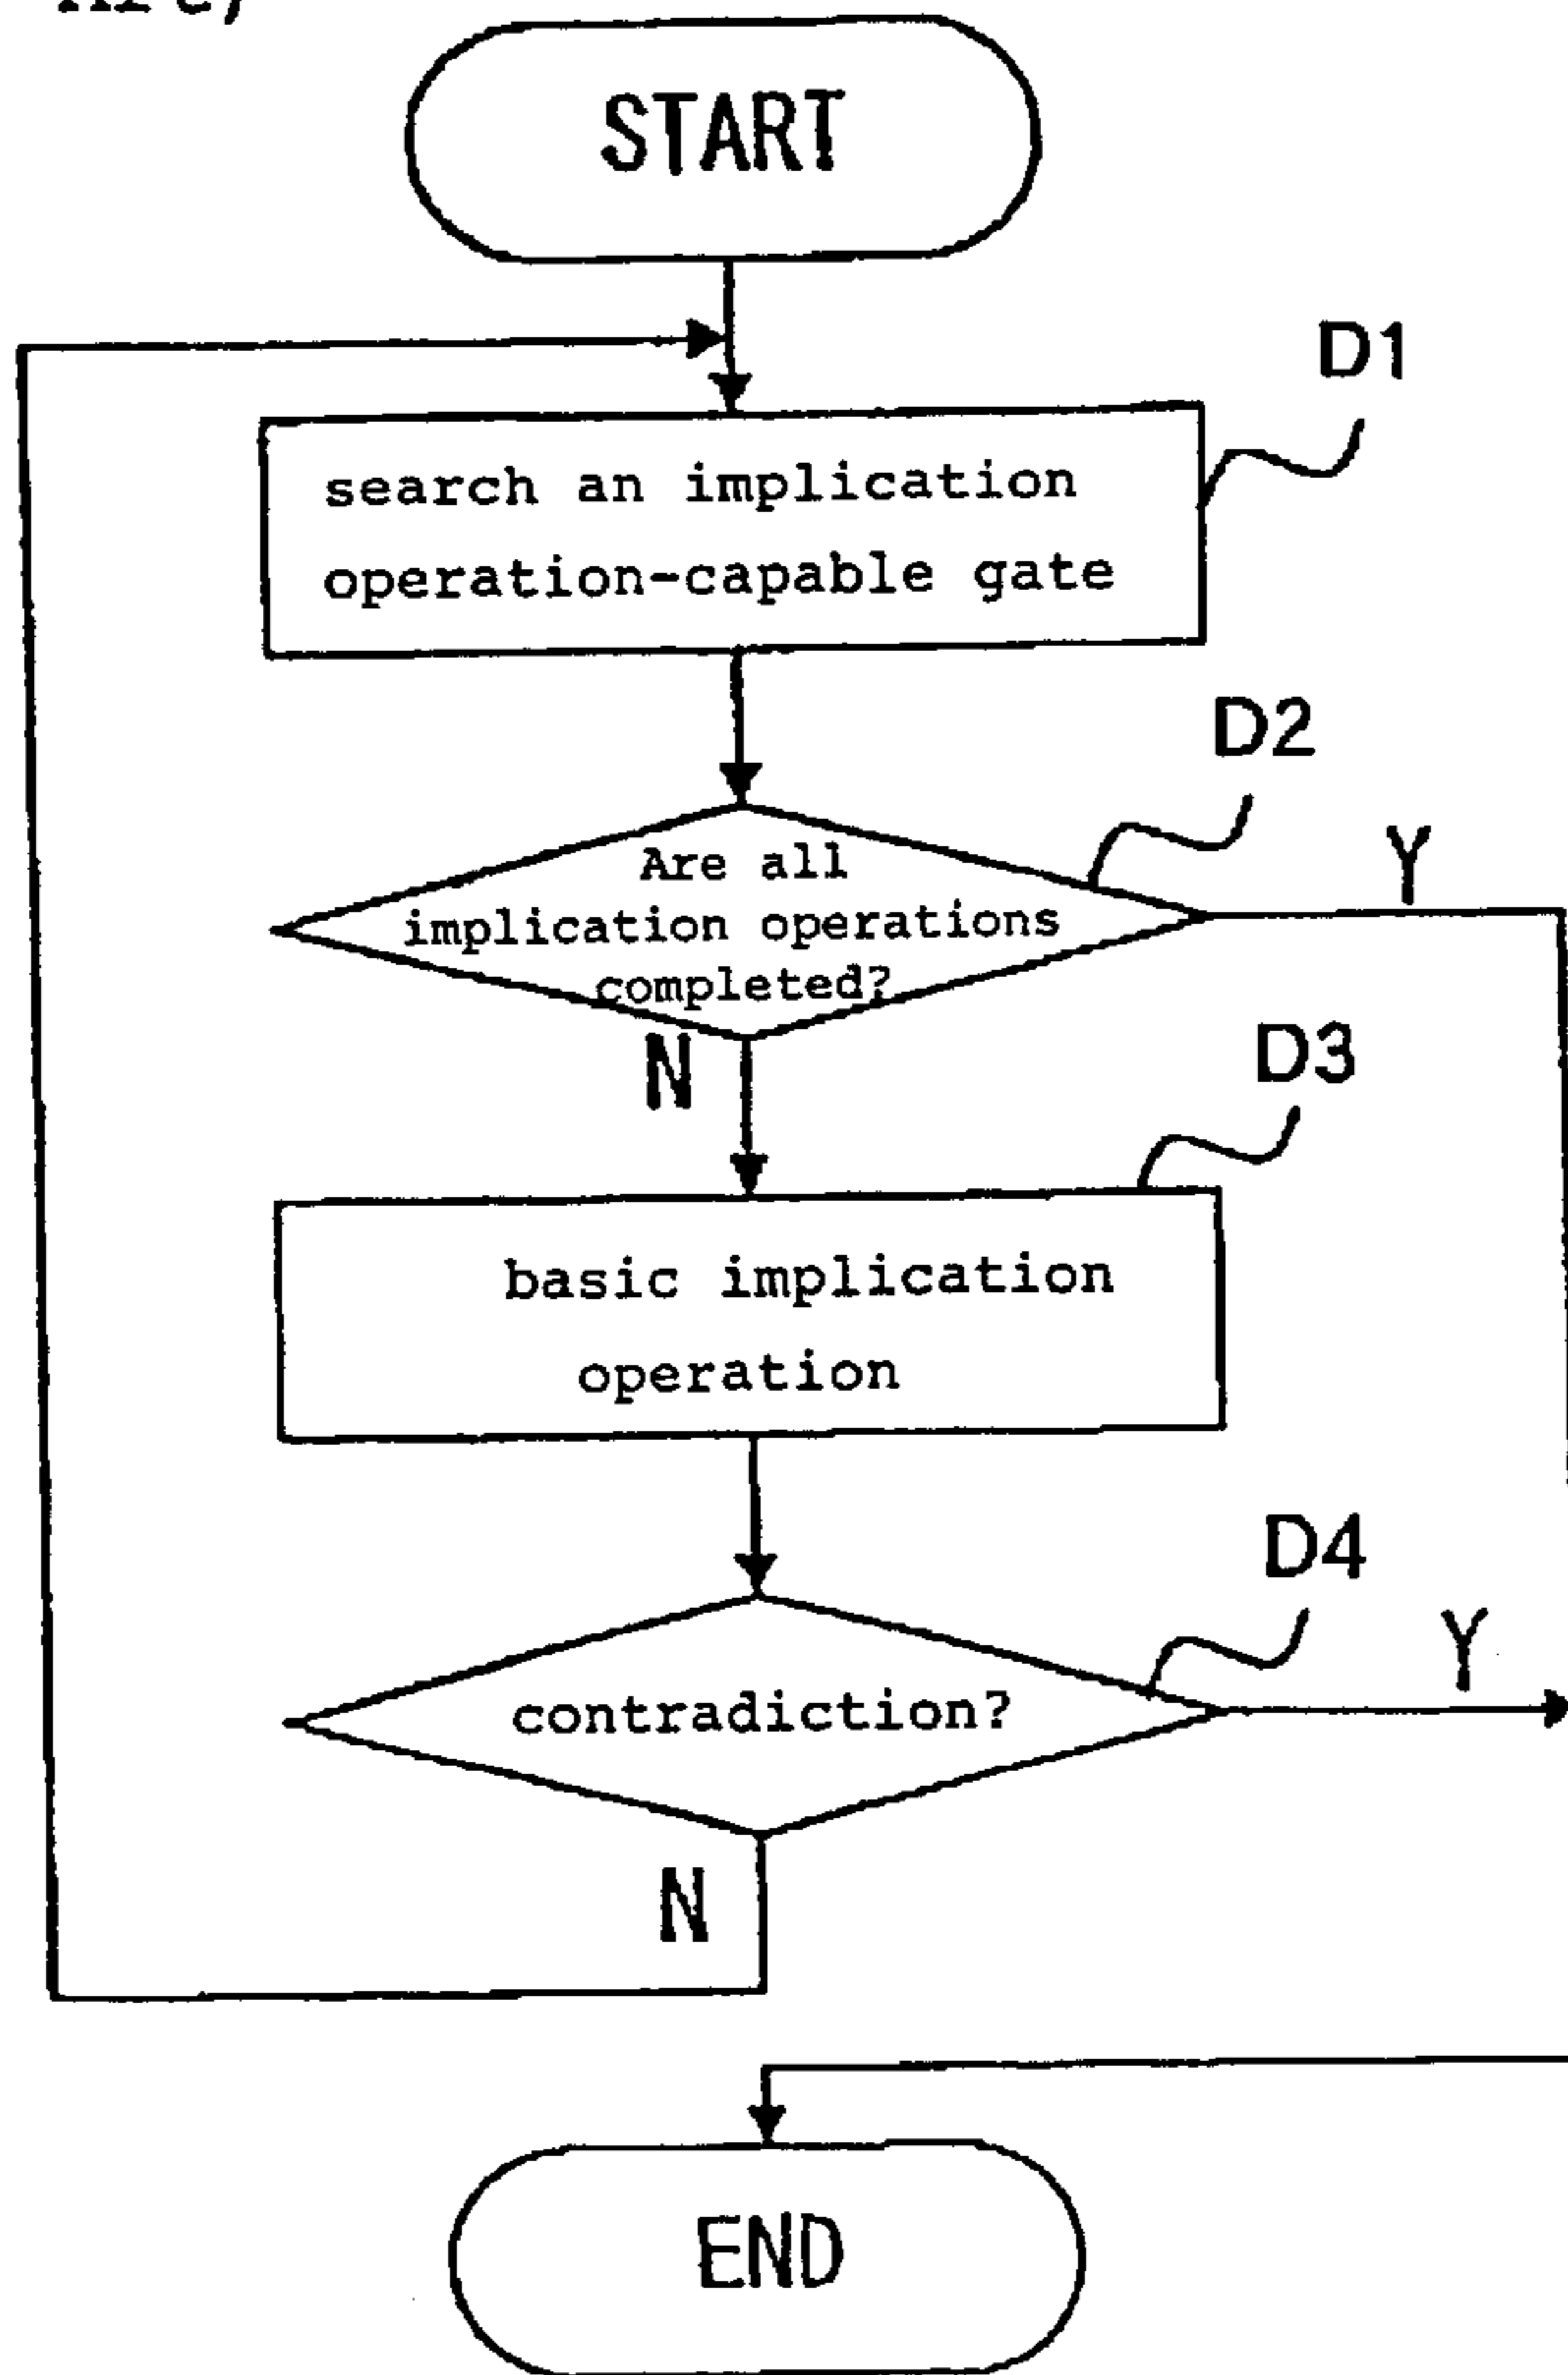 START
D1
search an implication
operation-capable gate
D2
Y
Are all
implication operations
completed?
N
D3
basic implication
operation
D4
Y
contradiction?
N
END